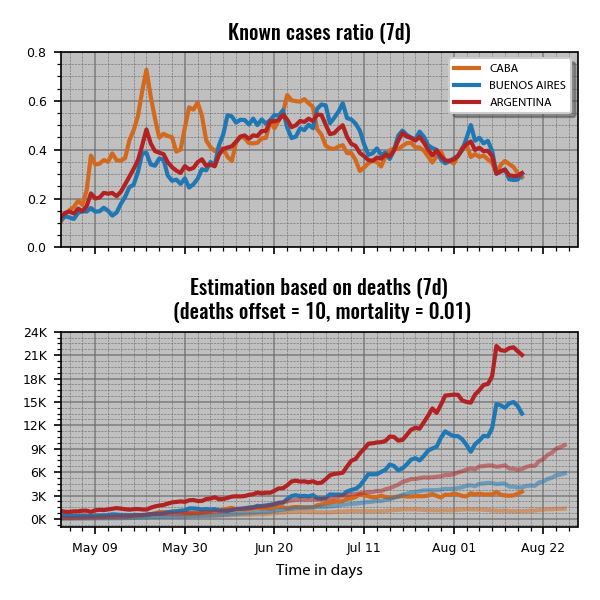 Known cases ratio (7d)
0.8
0.6
0.4
0.2
0.0
CABA
BUENOS AIRES
ARGENTINA
Estimation based on deaths (7d)
(deaths offset = 10, mortality = 0.01)
24K
21K
18K
15K
12K
9K
6K
3K
0K
May 09 May 30 Jun 20 Jul 11 Aug 01 Aug 22
Time in days